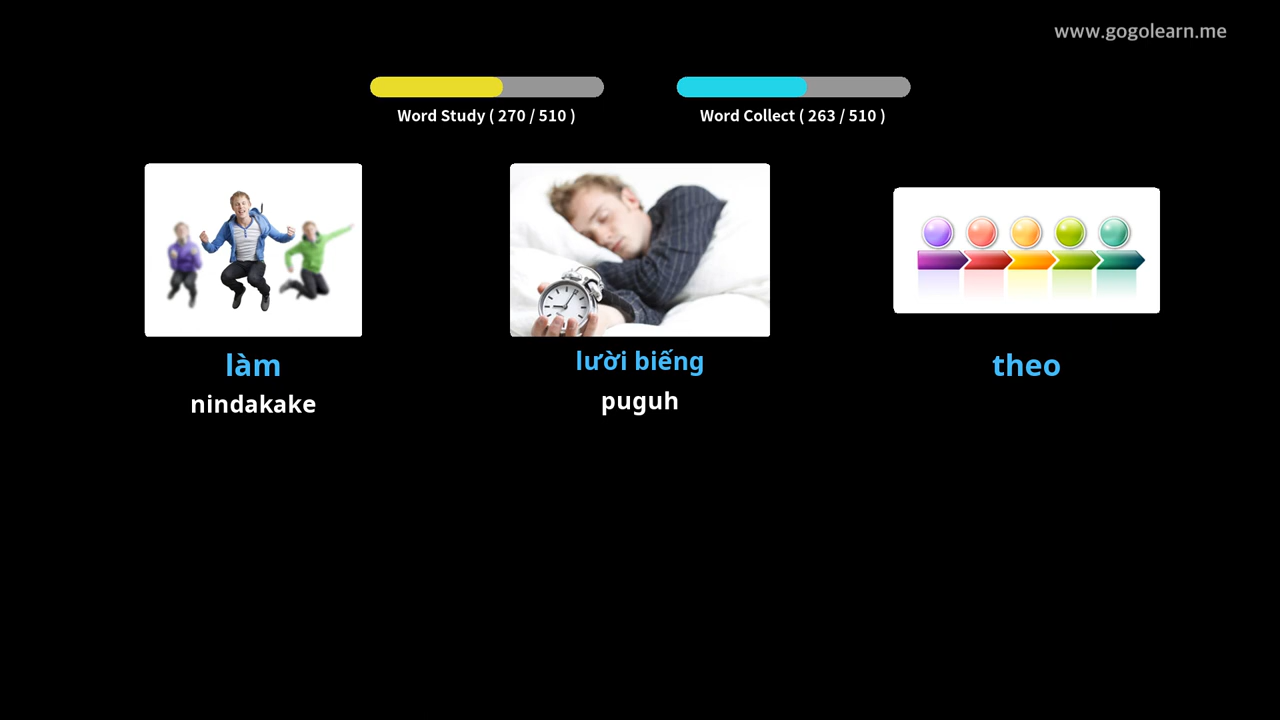 www.gogolearn.me
Word Study ( 270 / 510 )
Word Collect ( 263 / 510 )
làm
nindakake
lười biếng
puguh
theo